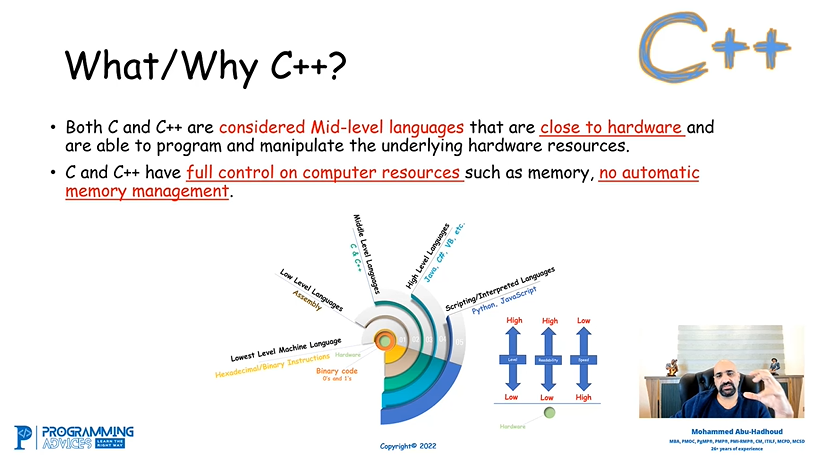 C++
What/Why C++?
• Both C and C++ are considered Mid-level languages that are close to hardware and
are able to program and manipulate the underlying hardware resources.
• C and C++ have full control on computer resources such as memory, no automatic
memory management.
Middle Level Languages
C & C++
High Level Languages
Java, C#, VB, etc.
Low Level Languages
Assembly
Scripting/Interpreted Languages
Python, JavaScript
Lowest Level Machine Language
Hexadecimal/Binary Instructions
Hardware
Binary code
0's and 1's
01 02 03 04 05
High High Low
Level Readability Speed
Low Low High
Hardware
PROGRAMMING
ADVICES LEARN THE
RIGHT WAY
Copyright© 2022
Mohammed Abu-Hadhoud
MBA, PMOC, PgMP®, PMP®, PMI-RMP®, CM, ITILF, MCPD, MCSD
26+ years of experience